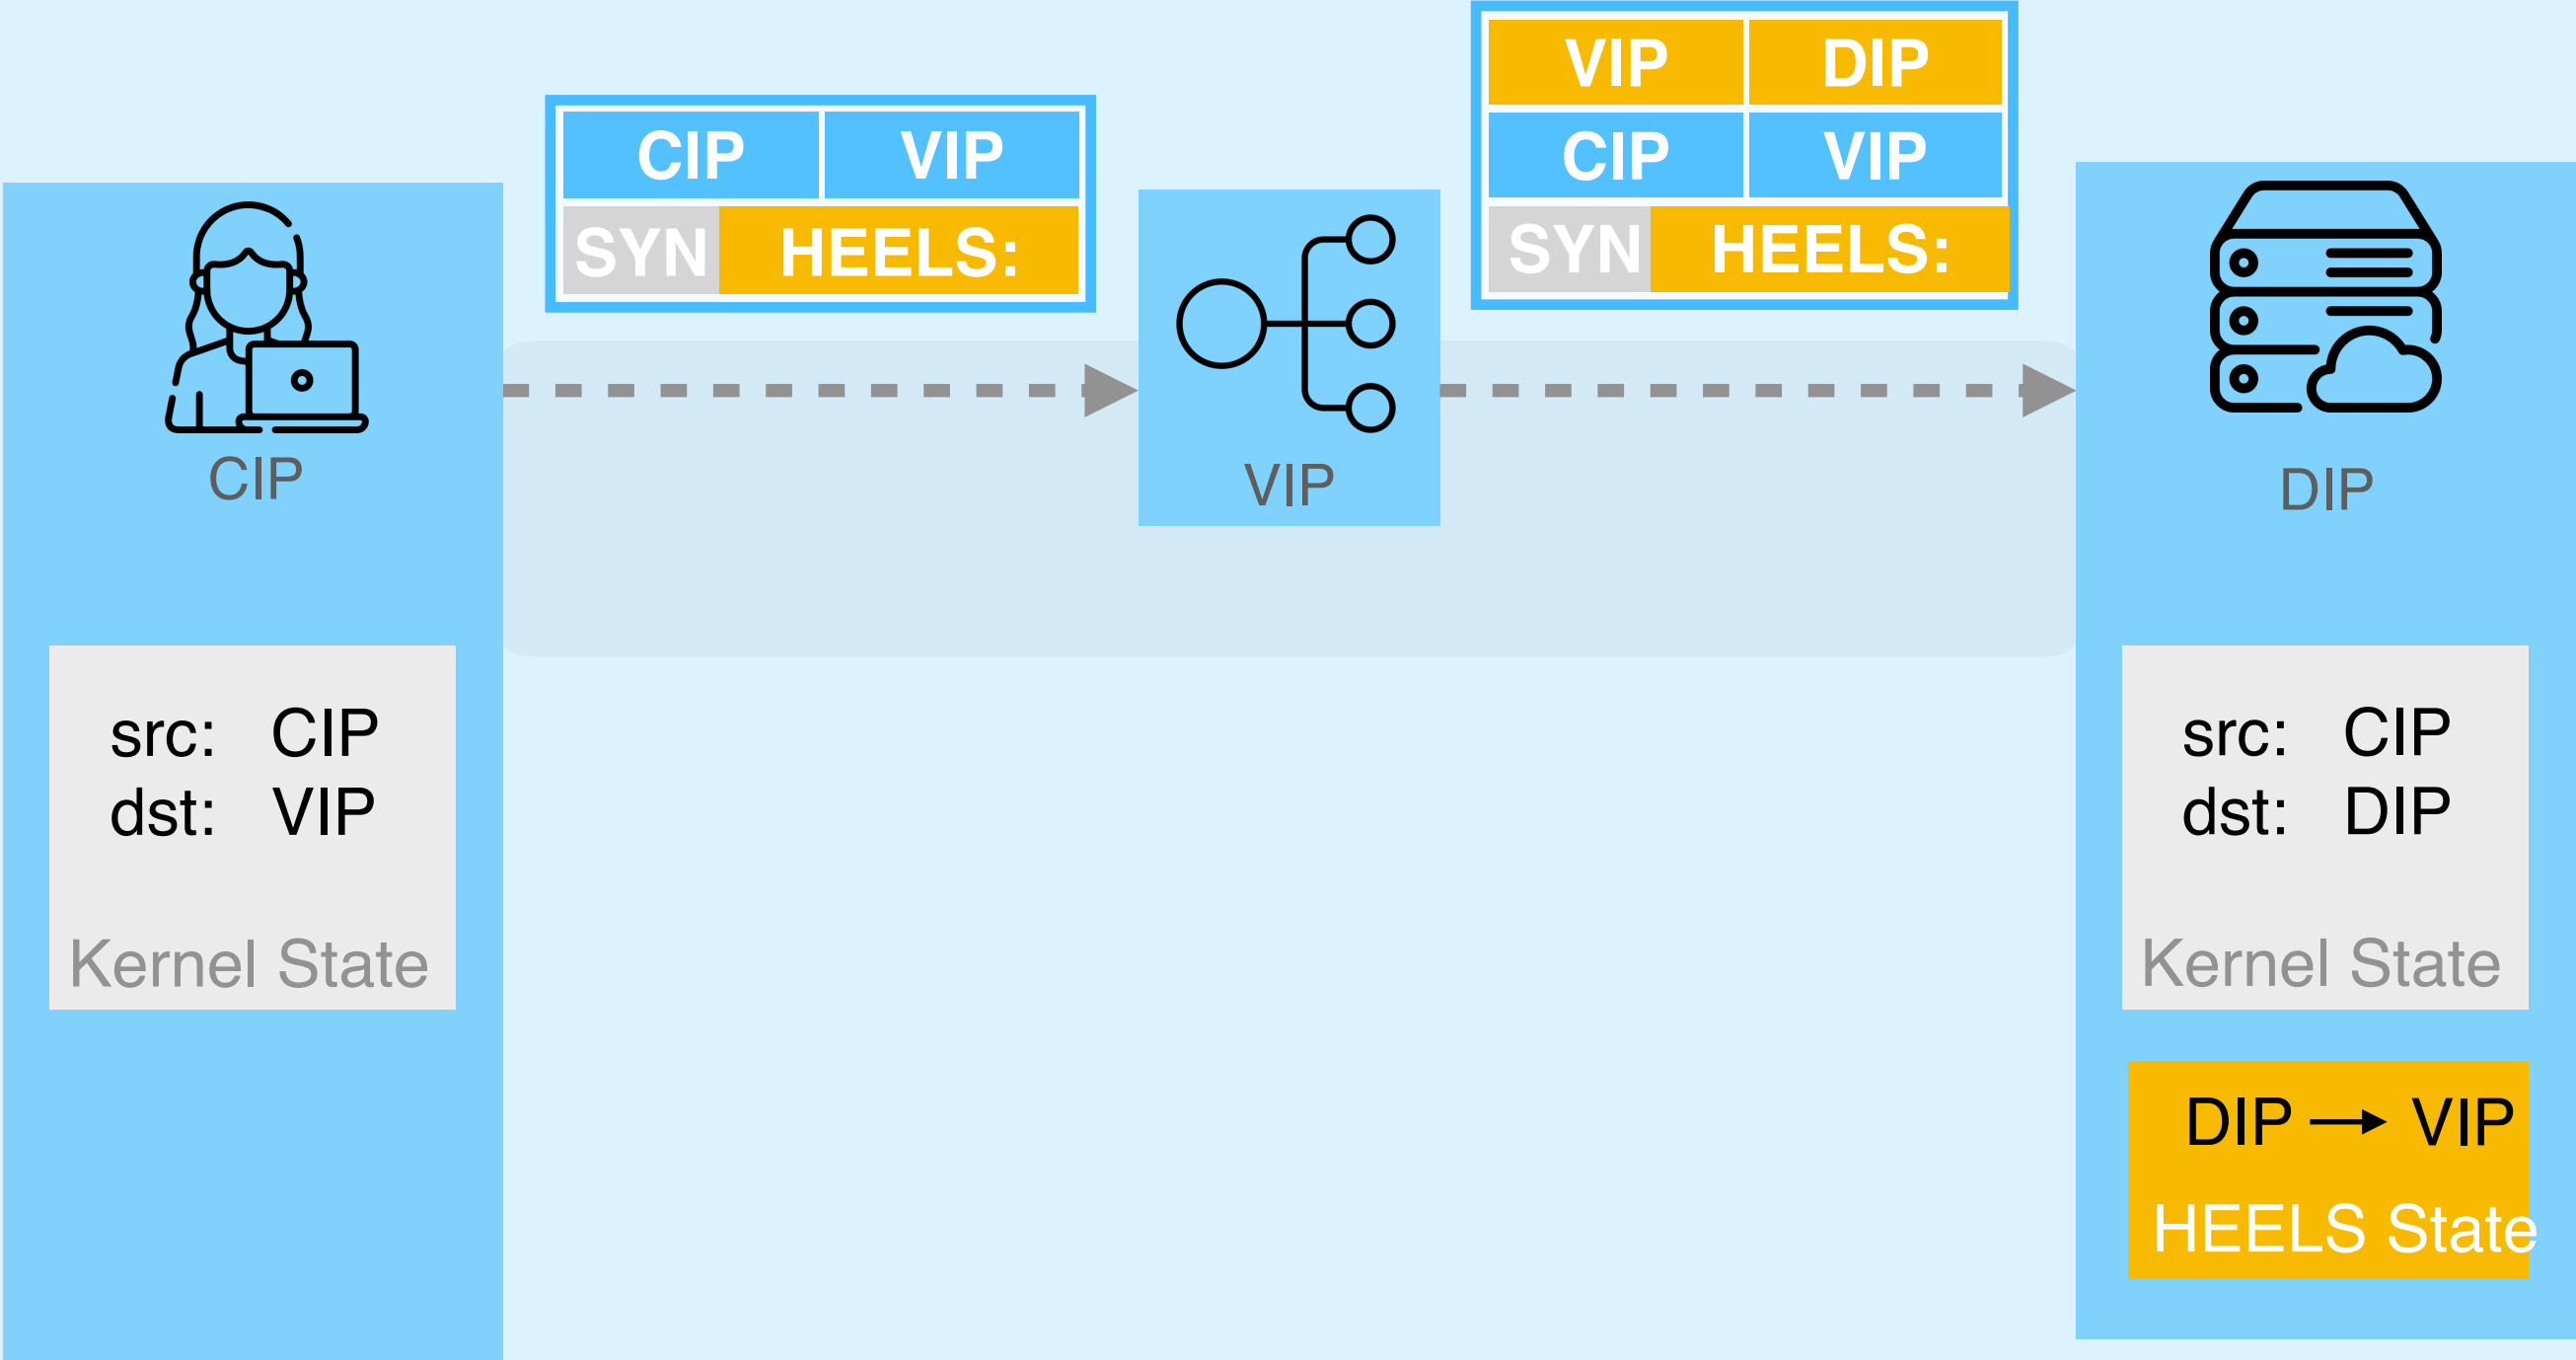 VIP DIP
CIP VIP
SYN HEELS:
CIP VIP
SYN HEELS:
CIP
VIP
DIP
src: CIP
dst: VIP
Kernel State
src: CIP
dst: DIP
Kernel State
DIP → VIP
HEELS State